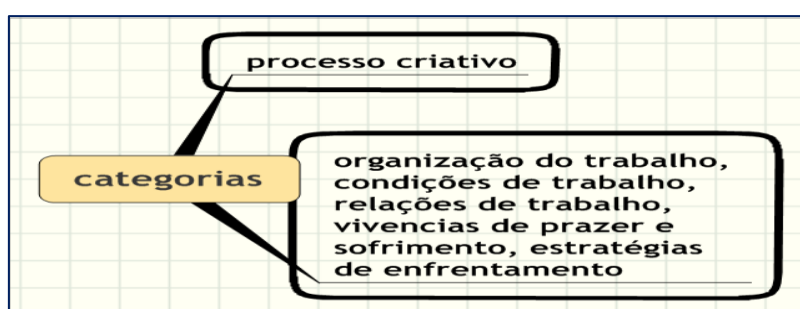 processo criativo
categorias
organização do trabalho,
condições de trabalho,
relações de trabalho,
vivencias de prazer e
sofrimento, estratégias
de enfrentamento